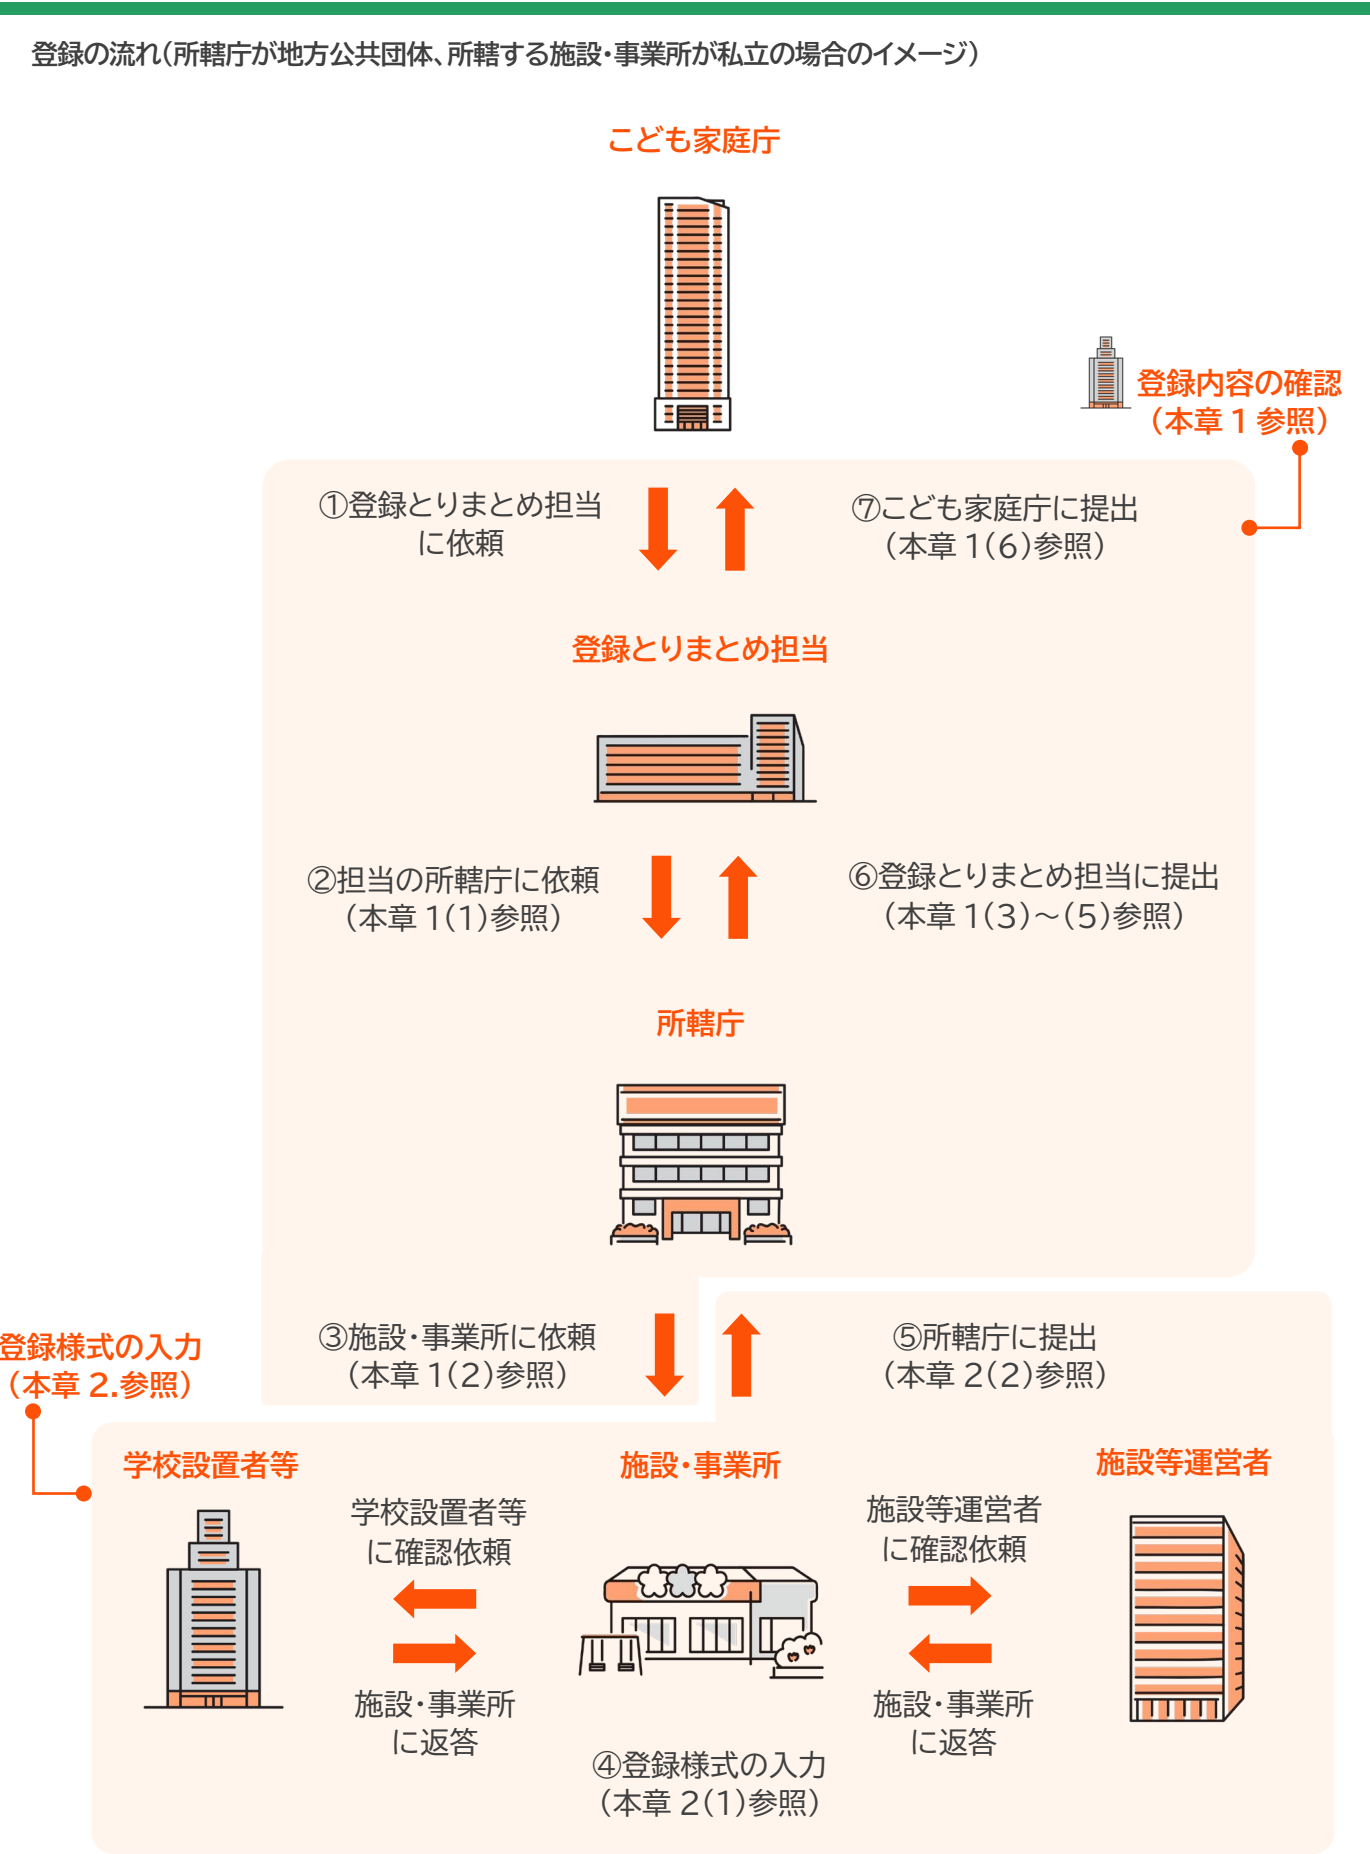 登録の流れ(所轄庁が地方公共団体、所轄する施設・事業所が私立の場合のイメージ)
こども家庭庁
登録内容の確認
(本章 1 参照)
①登録とりまとめ担当
に依頼
⑦こども家庭庁に提出
(本章 1(6)参照)
登録とりまとめ担当
②担当の所轄庁に依頼
(本章 1(1)参照)
⑥登録とりまとめ担当に提出
(本章 1(3)~(5)参照)
所轄庁
③施設・事業所に依頼
(本章 1(2)参照)
⑤所轄庁に提出
(本章 2(2)参照)
登録様式の入力
(本章 2.参照)
学校設置者等
施設・事業所
施設等運営者
学校設置者等
に確認依頼
施設等運営者
に確認依頼
施設・事業所
に返答
施設・事業所
に返答
④登録様式の入力
(本章 2(1)参照)